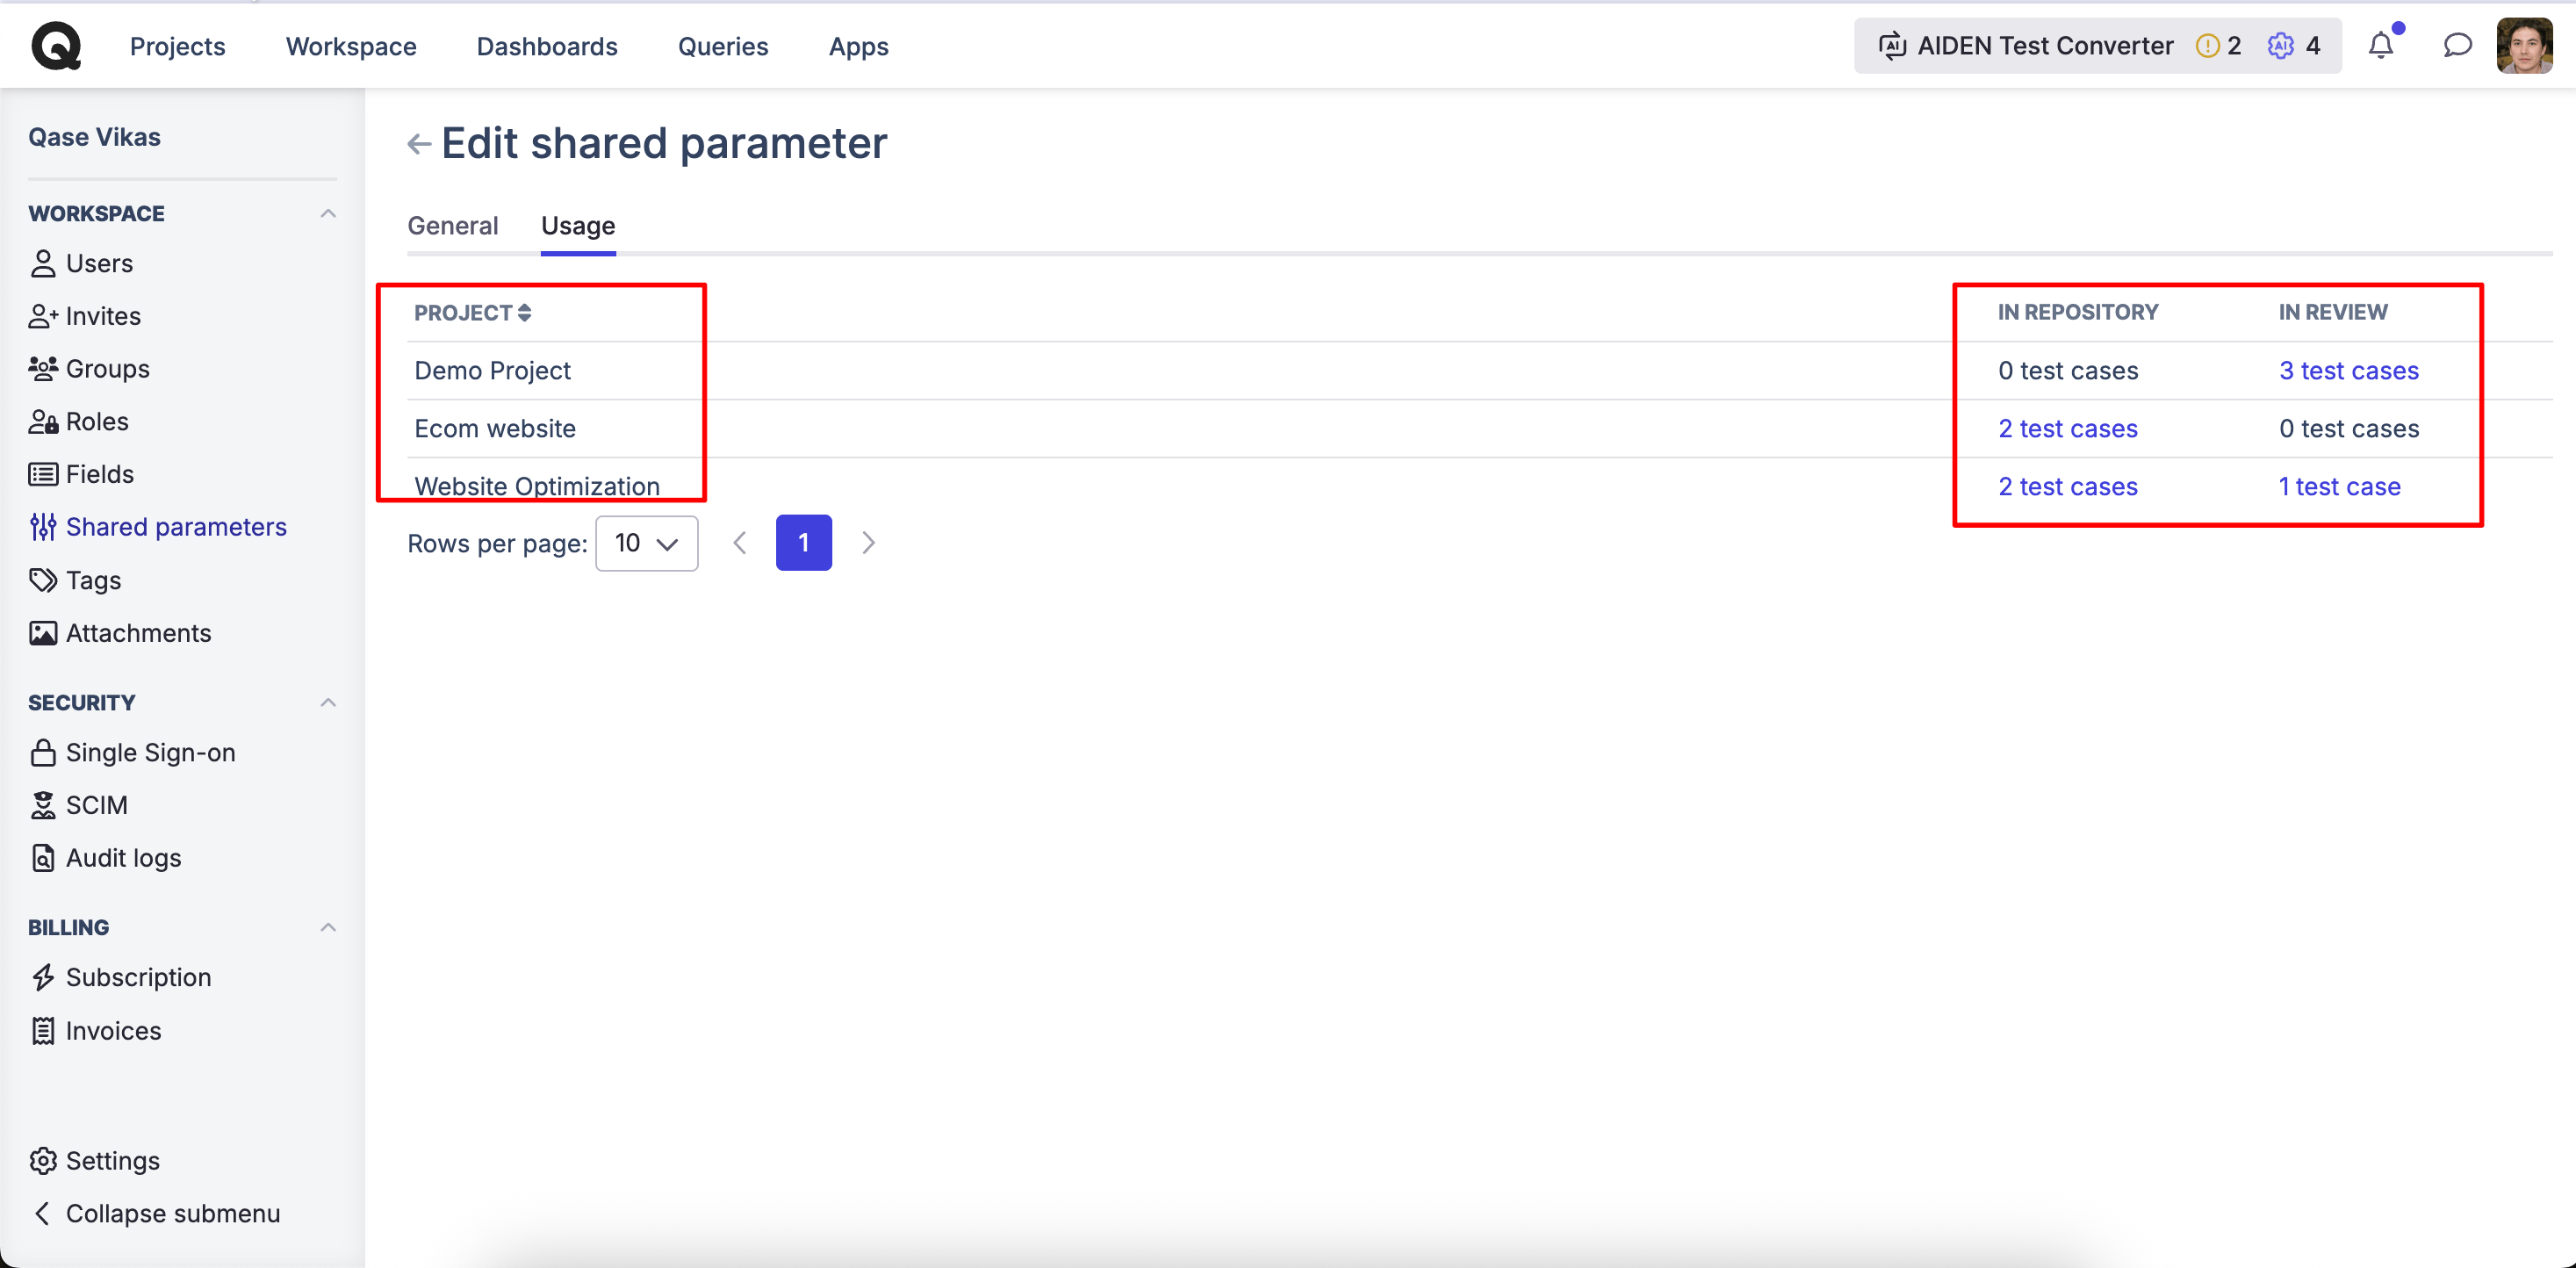 Projects Workspace Dashboards Queries Apps AIDEN Test Converter 2 4
Qase Vikas
WORKSPACE
Users
Invites
Groups
Roles
Fields
Shared parameters
Tags
Attachments
SECURITY
Single Sign-on
SCIM
Audit logs
BILLING
Subscription
Invoices
Settings
Collapse submenu
Edit shared parameter
General Usage
PROJECT IN REPOSITORY IN REVIEW
Demo Project 0 test cases 3 test cases
Ecom website 2 test cases 0 test cases
Website Optimization 2 test cases 1 test case
Rows per page: 10 1